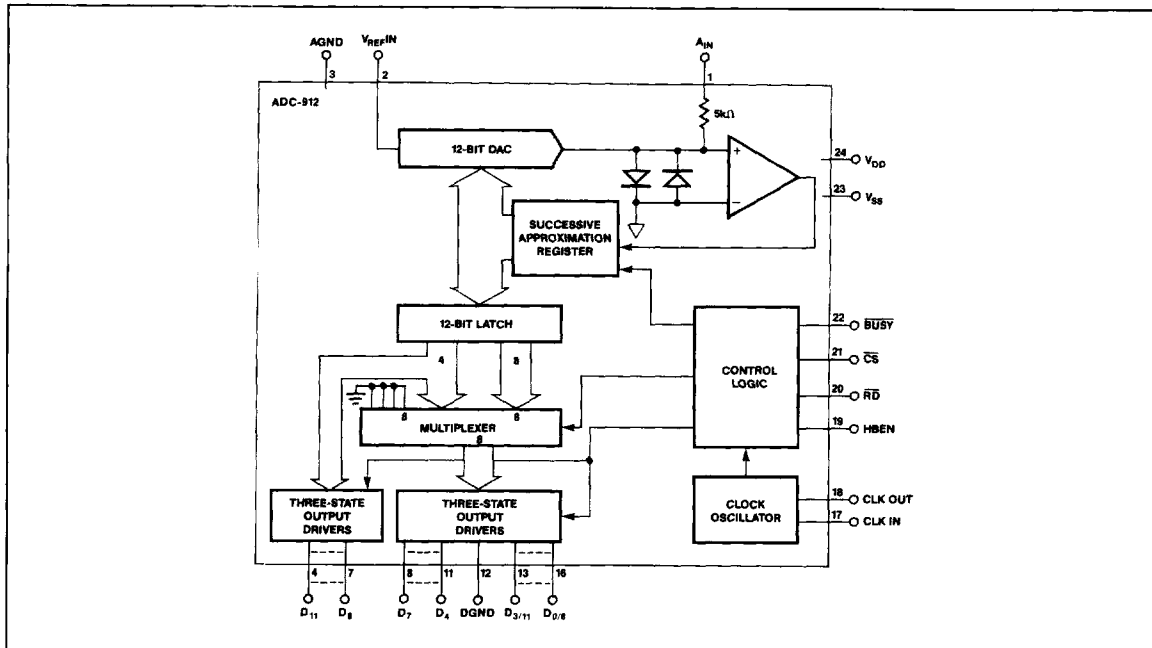 AGND
V_REF IN
A_IN
3
2
1
ADC-912
5kΩ
12-BIT DAC
+
24
V_DD
−
23
V_SS
SUCCESSIVE
APPROXIMATION
REGISTER
12-BIT LATCH
22
B̅U̅S̅Y̅
4
8
21
C̅S̅
CONTROL
LOGIC
20
R̅D̅
8
8
19
HBEN
MULTIPLEXER
8
THREE-STATE
OUTPUT
DRIVERS
THREE-STATE
OUTPUT
DRIVERS
CLOCK
OSCILLATOR
18
CLK OUT
17
CLK IN
4
7
8
11
12
13
16
D11
D8
D7
D4
DGND
D3/11
D0/8